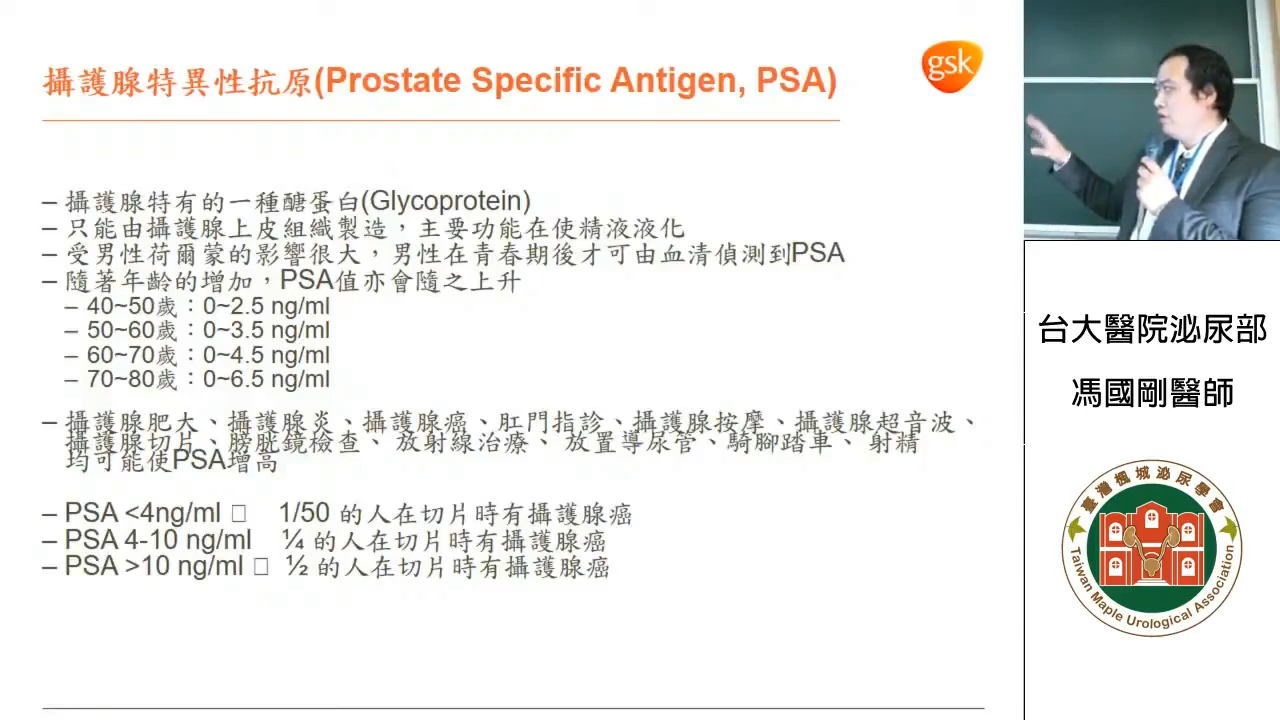 攝護腺特異性抗原(Prostate Specific Antigen, PSA)
gsk
– 攝護腺特有的一種醣蛋白(Glycoprotein)
– 只能由攝護腺上皮組織製造，主要功能在使精液液化
– 受男性荷爾蒙的影響很大，男性在青春期後才可由血清偵測到PSA
– 隨著年齡的增加，PSA值亦會隨之上升
– 40~50歲：0~2.5 ng/ml
– 50~60歲：0~3.5 ng/ml
– 60~70歲：0~4.5 ng/ml
– 70~80歲：0~6.5 ng/ml
– 攝護腺肥大、攝護腺炎、攝護腺癌、肛門指診、攝護腺按摩、攝護腺超音波、
攝護腺切片、膀胱鏡檢查、 放射線治療、 放置導尿管、騎腳踏車、 射精
均可能使PSA增高
– PSA <4ng/ml □ 1/50 的人在切片時有攝護腺癌
– PSA 4-10 ng/ml ¼ 的人在切片時有攝護腺癌
– PSA >10 ng/ml □ ½ 的人在切片時有攝護腺癌
台大醫院泌尿部
馮國剛醫師
臺灣楓城泌尿學會
Taiwan Maple Urological Association